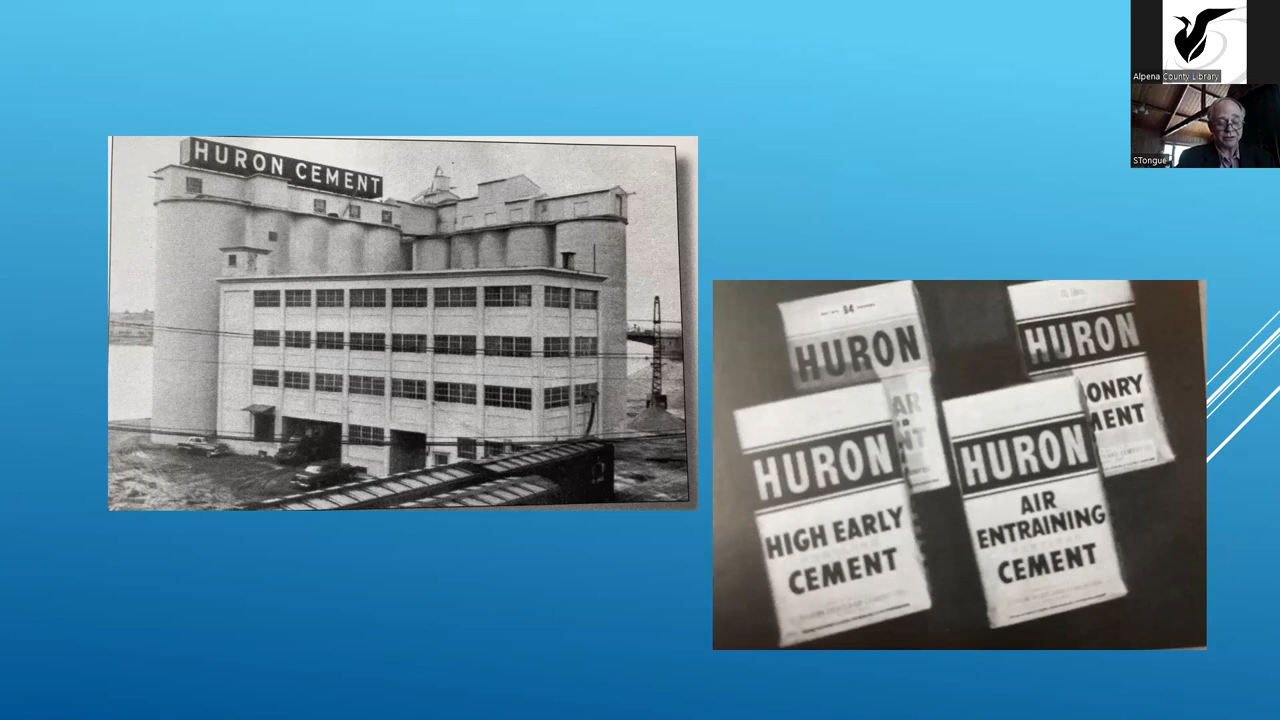 HURON CEMENT
94
HURON
AR
NT
HURON
ONRY
MENT
HURON
HIGH EARLY
CEMENT
HURON
AIR
ENTRAINING
CEMENT
Alpena County Library
STongue